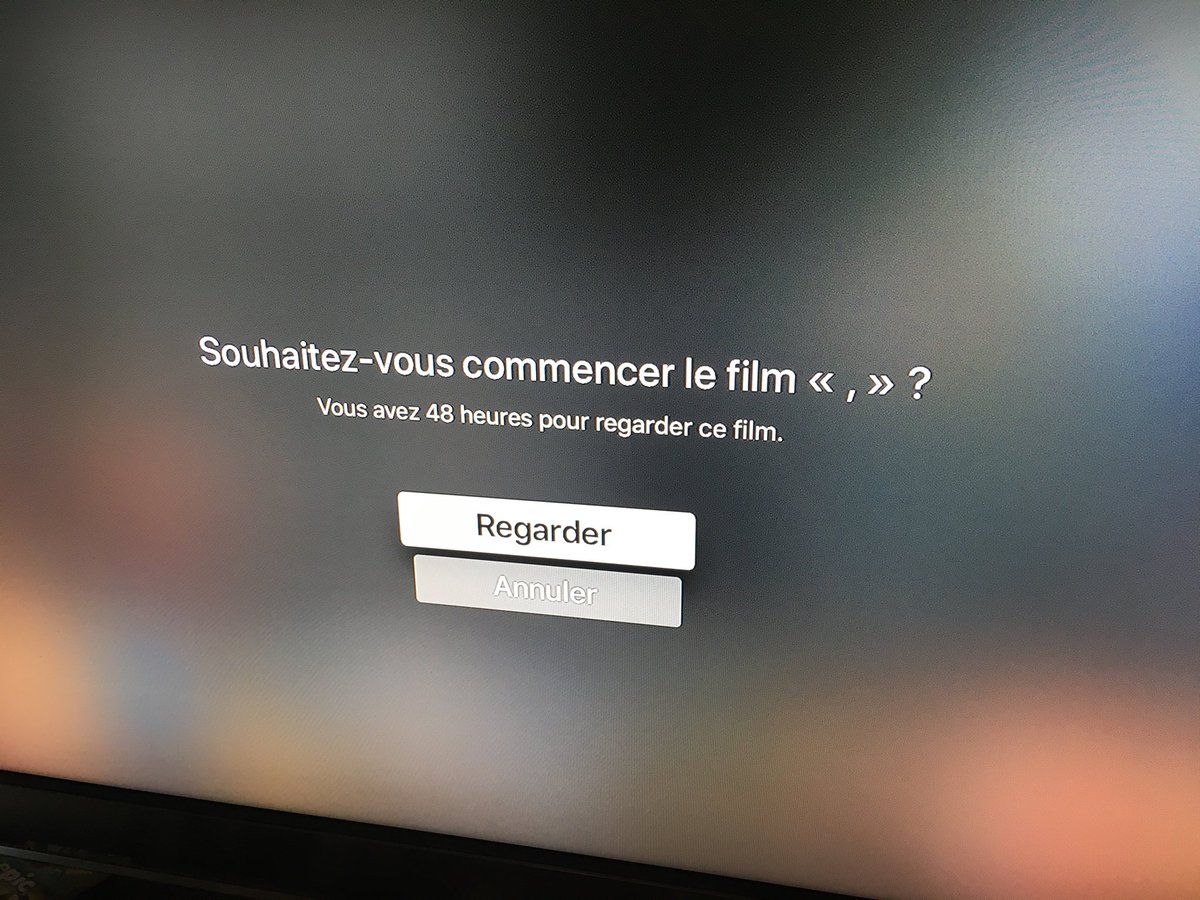 Souhaitez-vous commencer le film « , » ?
Vous avez 48 heures pour regarder ce film.
Regarder
Annuler